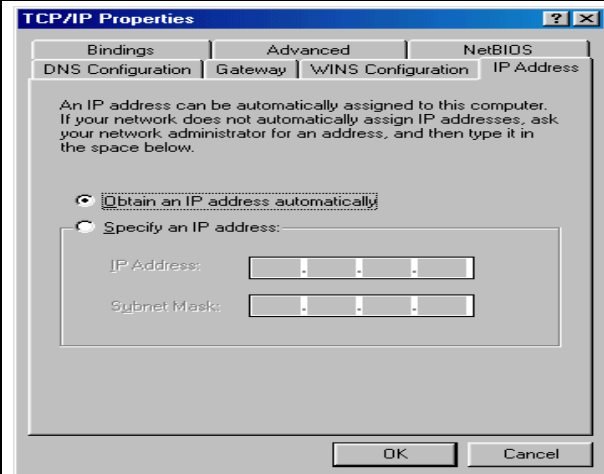 TCP/IP Properties
? X
Bindings Advanced NetBIOS
DNS Configuration Gateway WINS Configuration IP Address
An IP address can be automatically assigned to this computer.
If your network does not automatically assign IP addresses, ask
your network administrator for an address, and then type it in
the space below.
Obtain an IP address automatically
Specify an IP address:
IP Address:
. . .
Subnet Mask:
. . .
OK Cancel